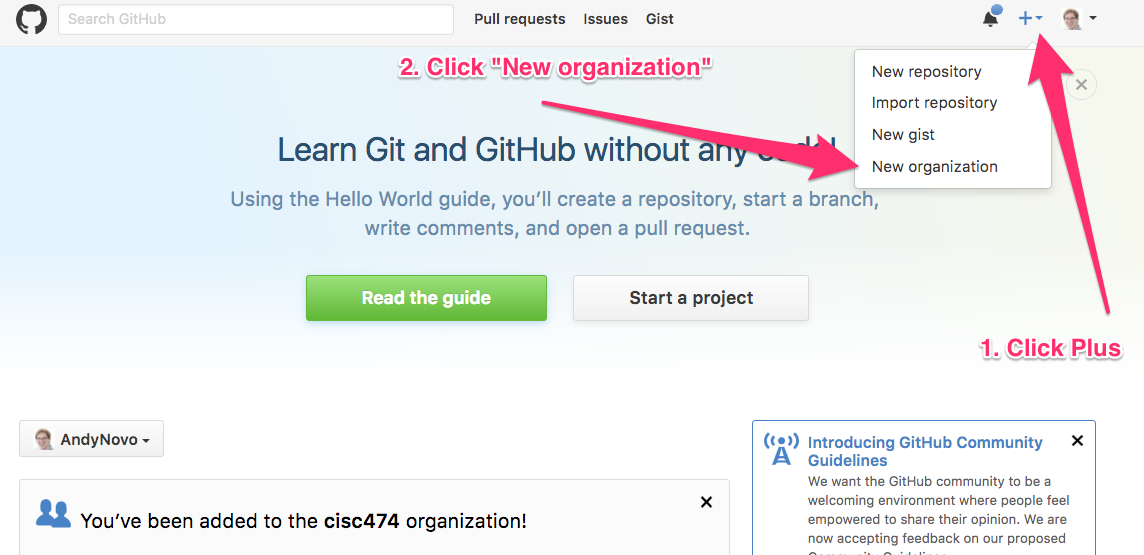 Search GitHub
Pull requests
Issues
Gist
2. Click "New organization"
New repository
Import repository
New gist
New organization
Learn Git and GitHub without any code!
Using the Hello World guide, you’ll create a repository, start a branch,
write comments, and open a pull request.
Read the guide
Start a project
1. Click Plus
AndyNovo
You’ve been added to the cisc474 organization!
Introducing GitHub Community
Guidelines
We want the GitHub community to be a
welcoming environment where people feel
empowered to share their opinion. We are
now accepting feedback on our proposed
Community Guidelines